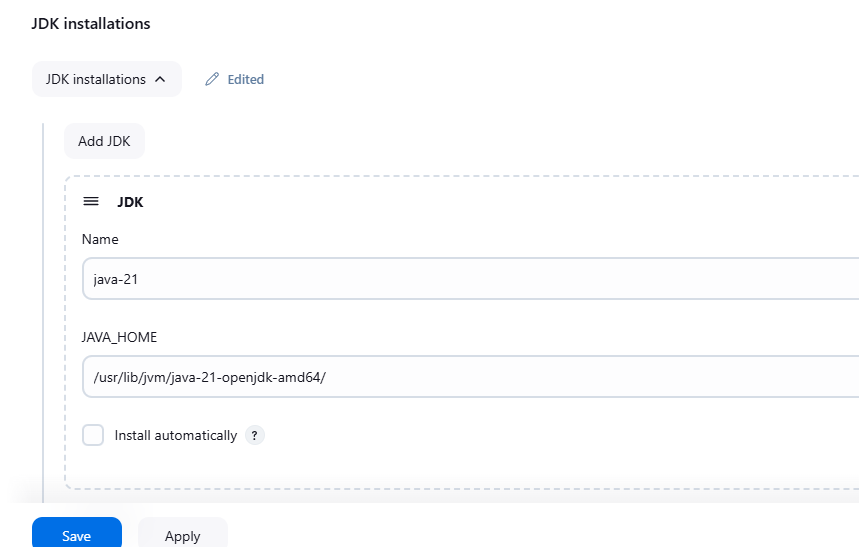 JDK installations
JDK installations
Edited
Add JDK
JDK
Name
java-21
JAVA_HOME
/usr/lib/jvm/java-21-openjdk-amd64/
Install automatically ?
Save Apply